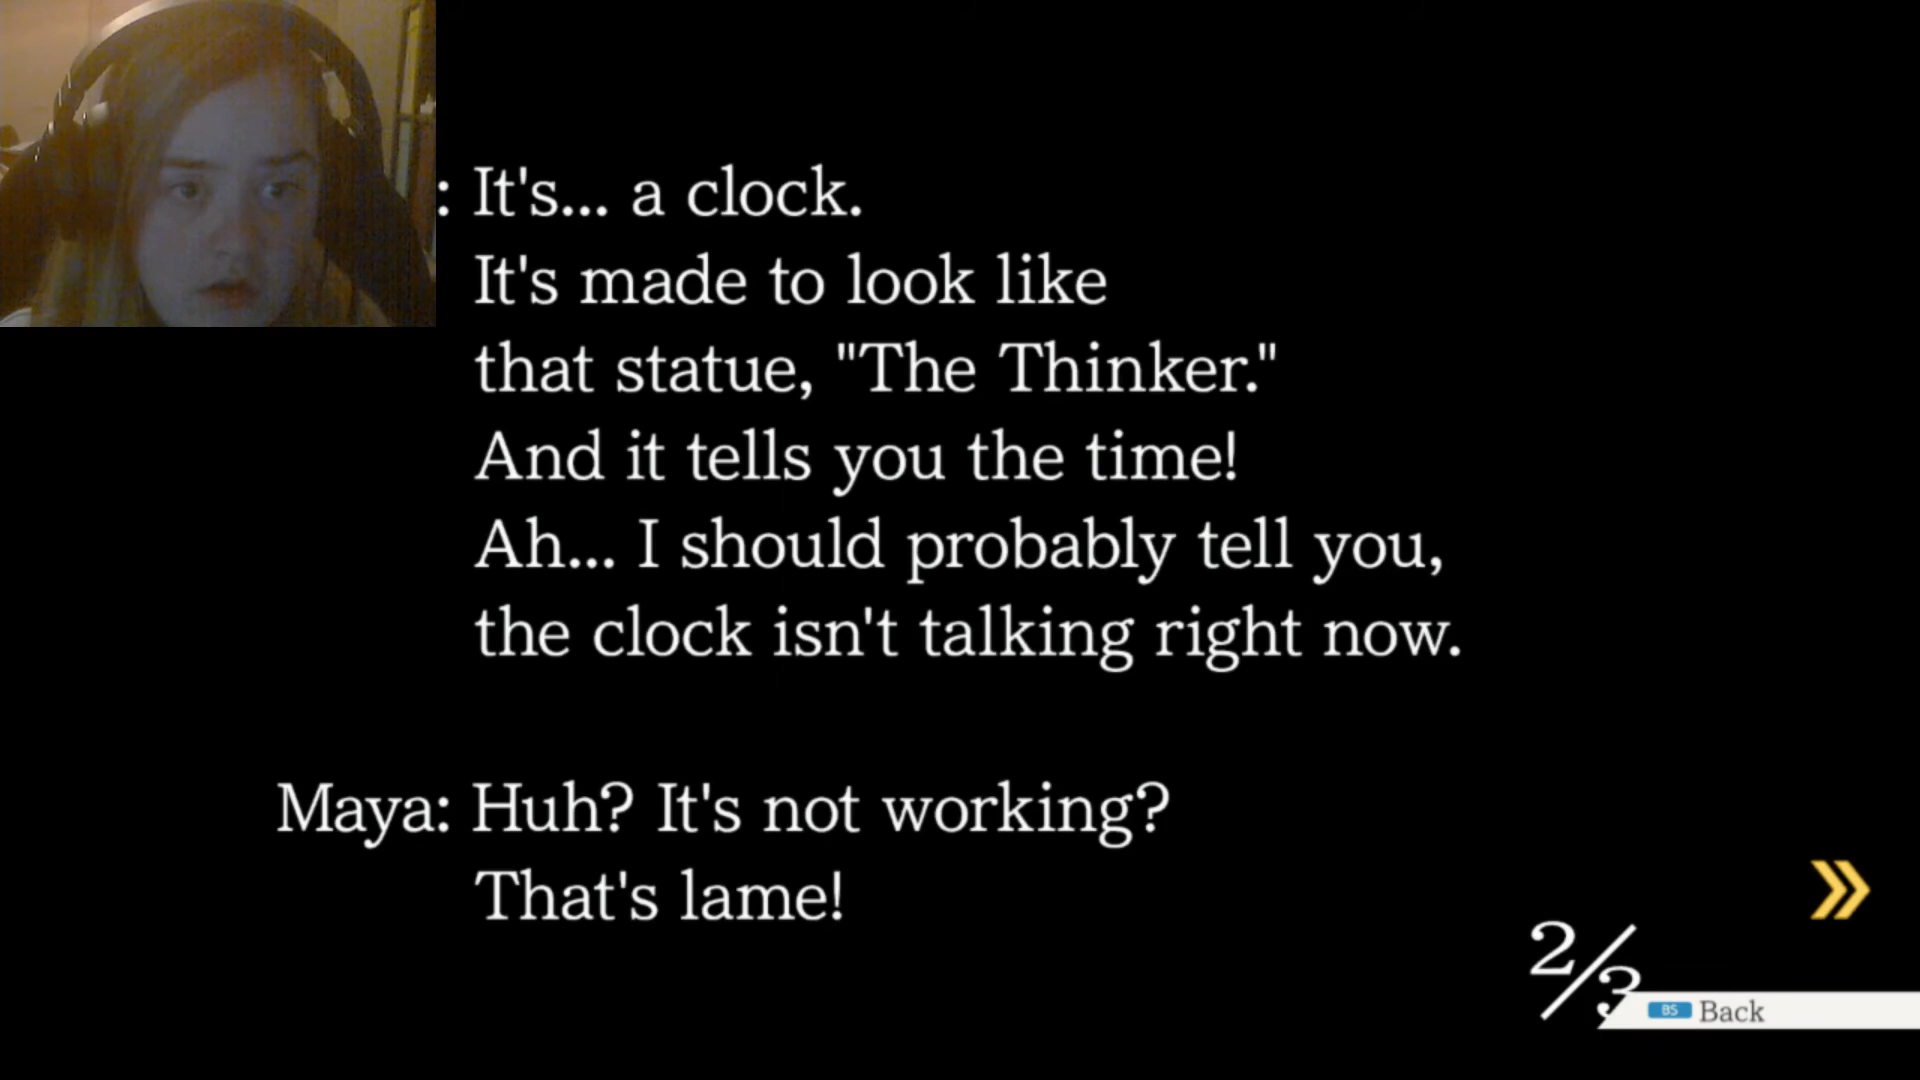 : It's... a clock.
It's made to look like
that statue, "The Thinker."
And it tells you the time!
Ah... I should probably tell you,
the clock isn't talking right now.
Maya: Huh? It's not working?
That's lame!
2/3
BS Back